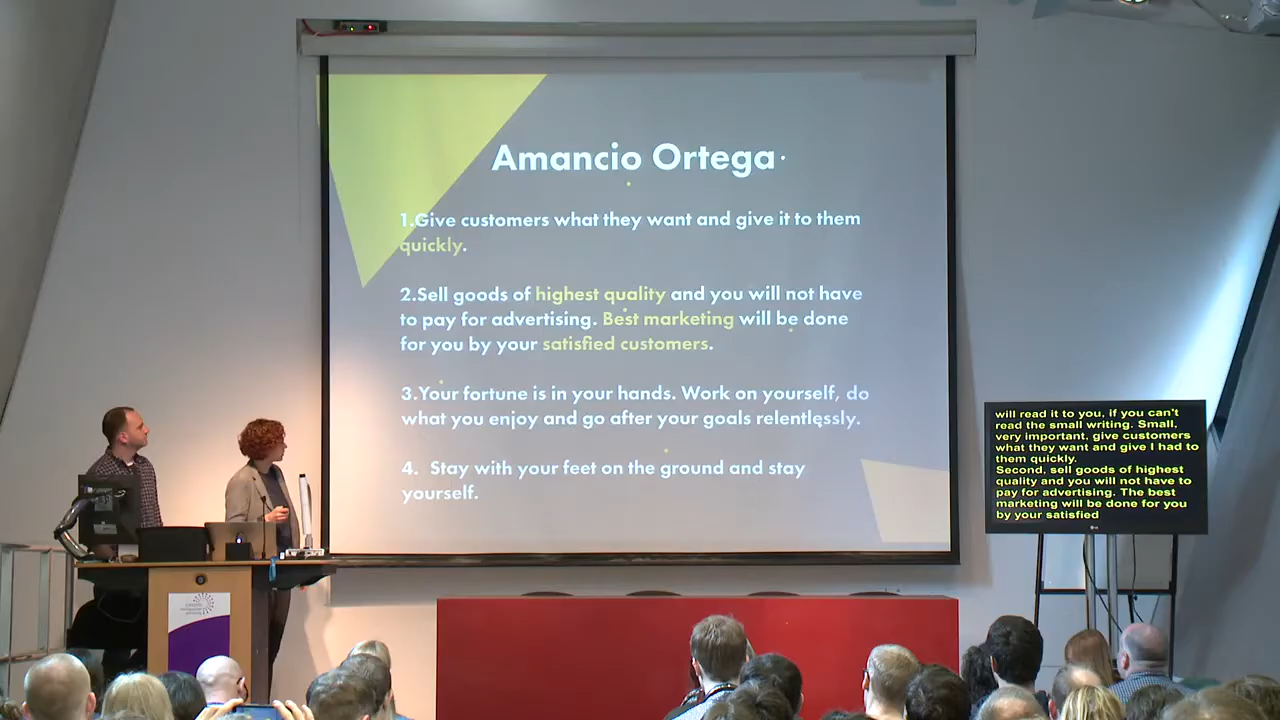 Amancio Ortega
1.Give customers what they want and give it to them
quickly.
2.Sell goods of highest quality and you will not have
to pay for advertising. Best marketing will be done
for you by your satisfied customers.
3.Your fortune is in your hands. Work on yourself, do
what you enjoy and go after your goals relentlessly.
4. Stay with your feet on the ground and stay
yourself.
will read it to you, if you can't
read the small writing. Small,
very important, give customers
what they want and give I had to
them quickly.
Second, sell goods of highest
quality and you will not have to
pay for advertising. The best
marketing will be done for you
by your satisfied